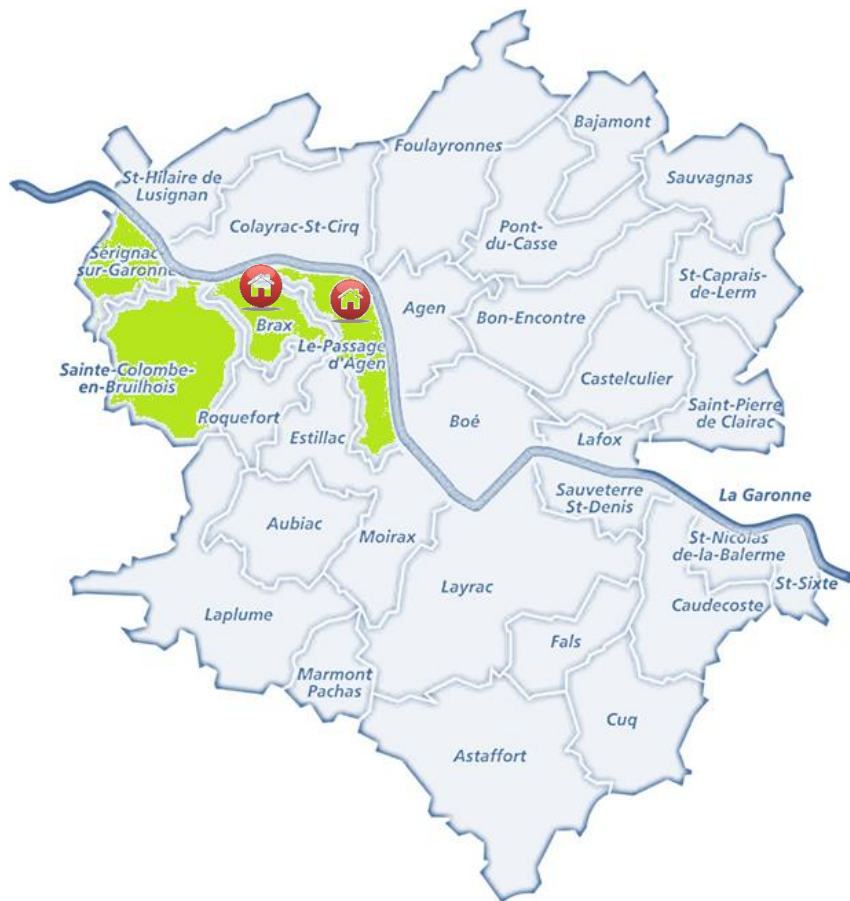 Bajamont
Foulayronnes
St-Hilaire de
Lusignan
Sauvagnas
Colayrac-St-Cirq
Pont-
du-Casse
Sérignac
sur-Garonne
St-Caprais-
de-Lerm
Agen
Bon-Encontre
Brax
Le-Passage
d'Agen
Sainte-Colombe-
en-Bruilhois
Castelculier
Saint-Pierre
de Clairac
Roquefort
Estillac
Boé
Lafox
La Garonne
Sauveterre
St-Denis
Aubiac
Moirax
St-Nicolas
de-la-Balerme
St-Sixte
Layrac
Caudecoste
Laplume
Fals
Marmont
Pachas
Cuq
Astaffort